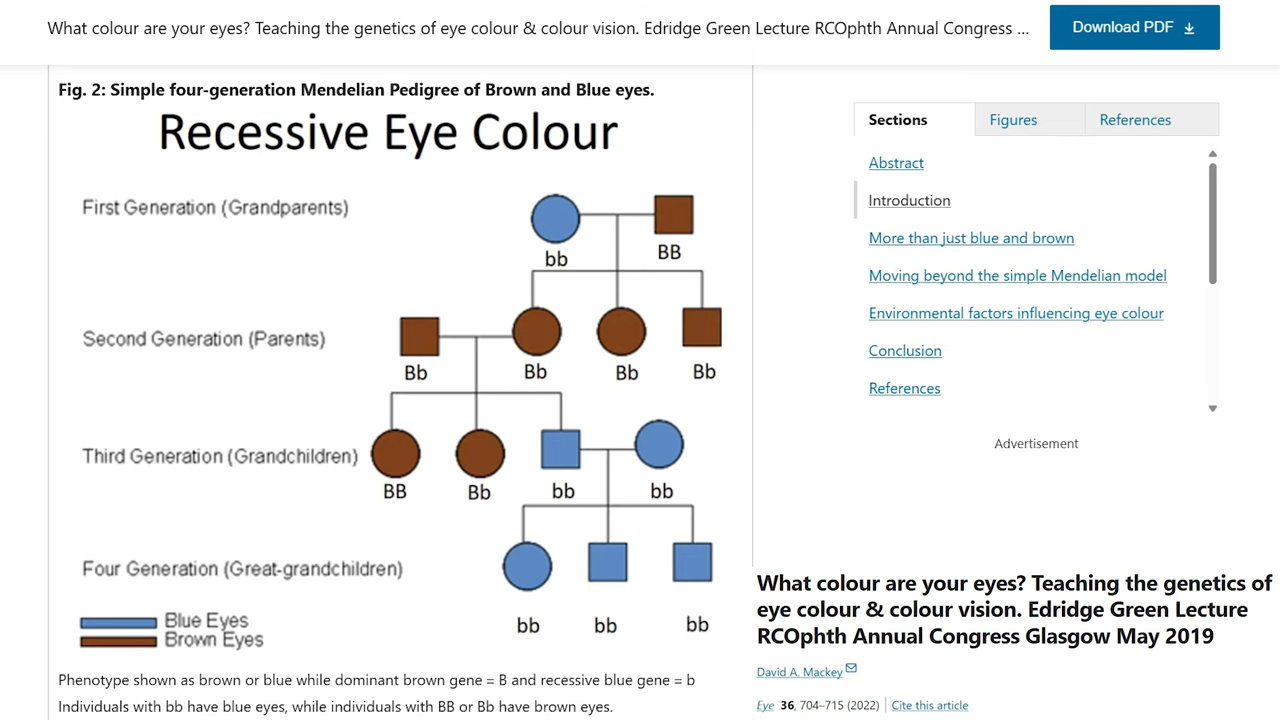 What colour are your eyes? Teaching the genetics of eye colour & colour vision. Edridge Green Lecture RCOphth Annual Congress ...
Download PDF
Fig. 2: Simple four-generation Mendelian Pedigree of Brown and Blue eyes.
Recessive Eye Colour
First Generation (Grandparents)
bb
BB
Second Generation (Parents)
Bb
Bb
Bb
Bb
Third Generation (Grandchildren)
BB
Bb
bb
bb
Four Generation (Great-grandchildren)
bb
bb
bb
Blue Eyes
Brown Eyes
Phenotype shown as brown or blue while dominant brown gene = B and recessive blue gene = b
Individuals with bb have blue eyes, while individuals with BB or Bb have brown eyes.
Sections
Figures
References
Abstract
Introduction
More than just blue and brown
Moving beyond the simple Mendelian model
Environmental factors influencing eye colour
Conclusion
References
Advertisement
What colour are your eyes? Teaching the genetics of
eye colour & colour vision. Edridge Green Lecture
RCOphth Annual Congress Glasgow May 2019
David A. Mackey
Eye 36, 704–715 (2022) Cite this article